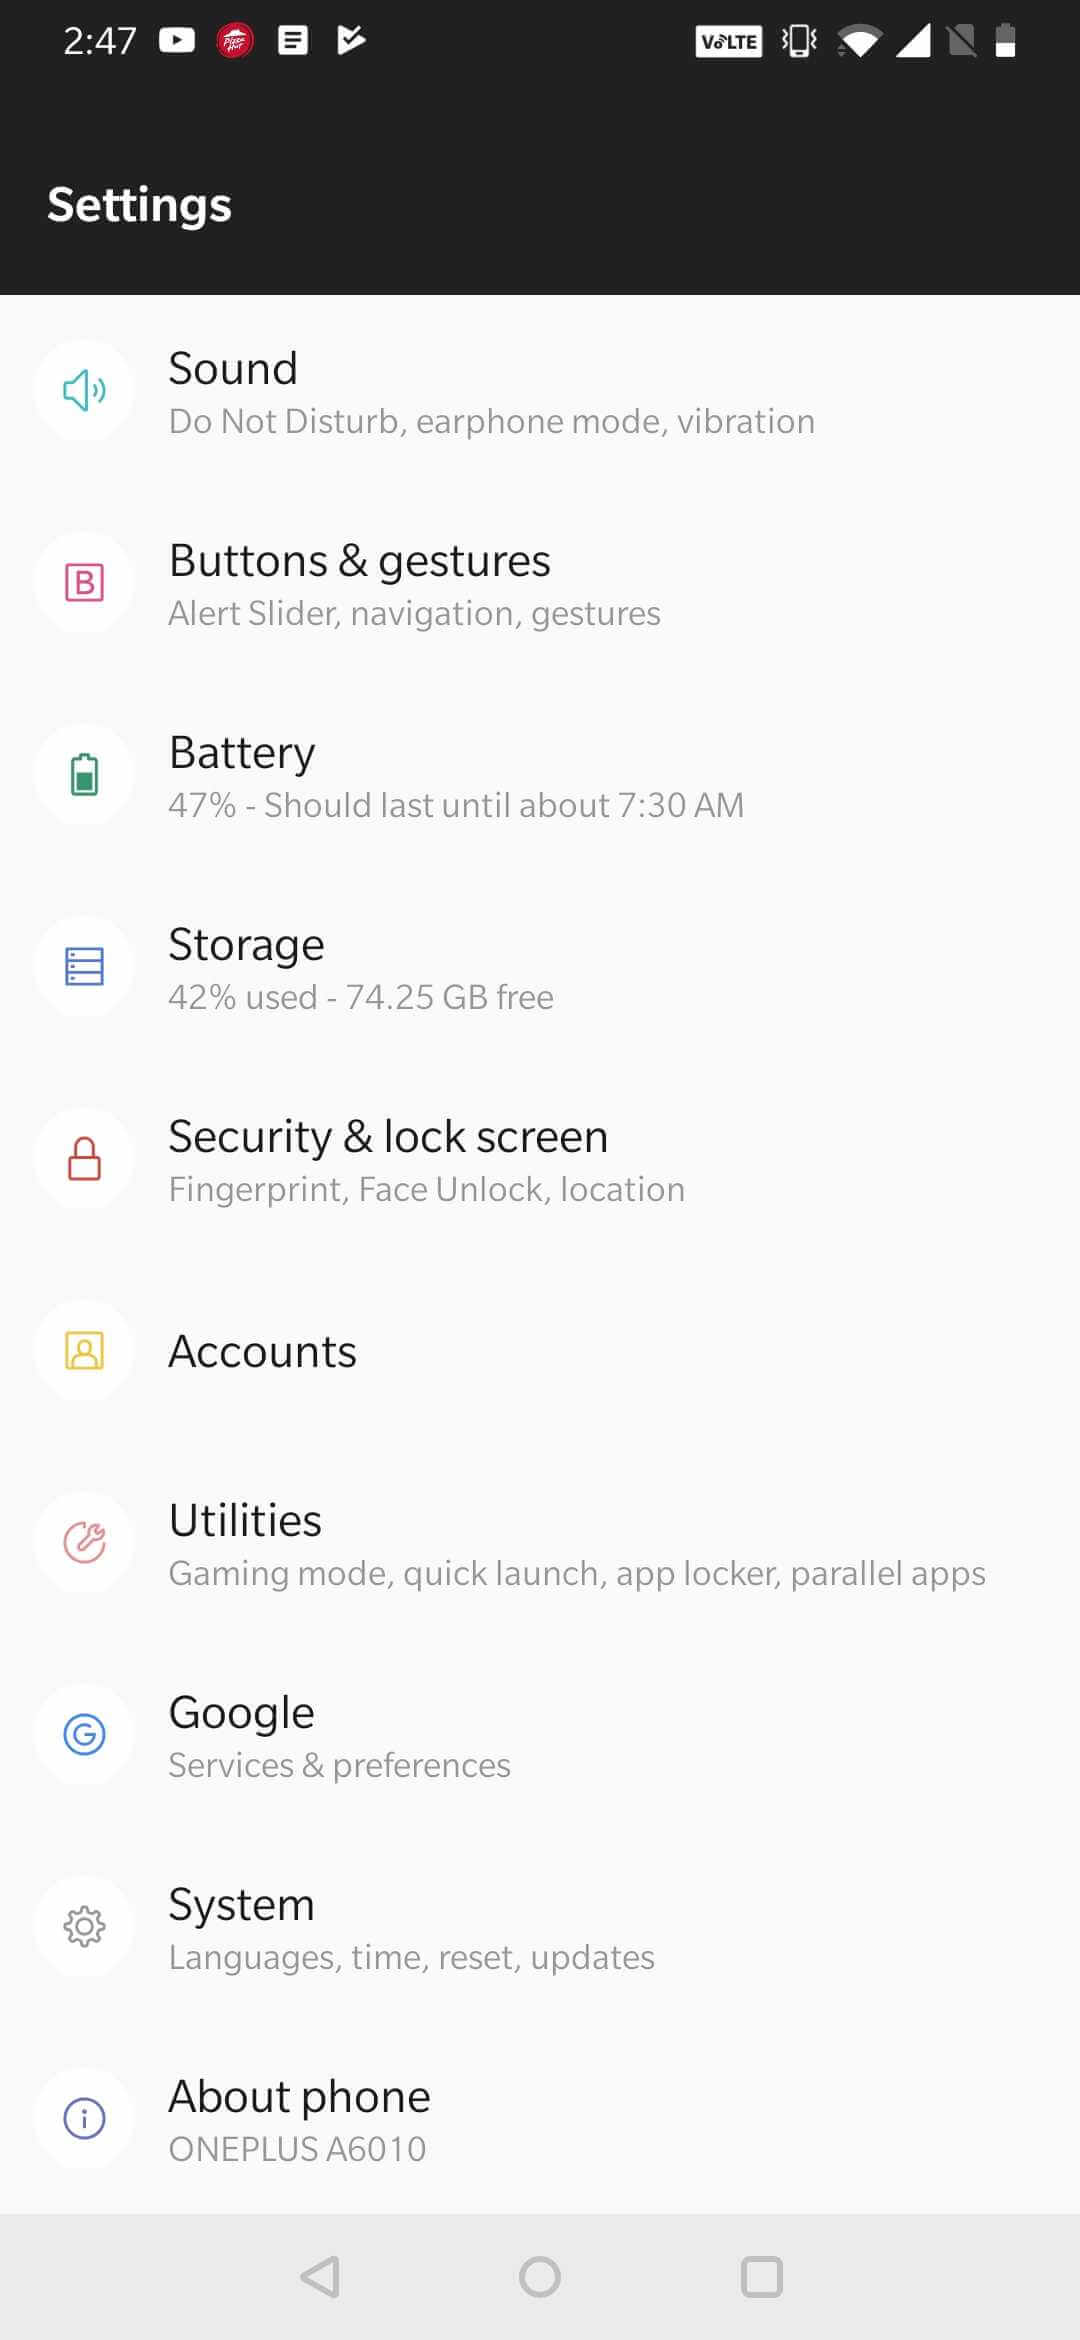 2:47 Pizza Hut VoLTE
Settings
Sound
Do Not Disturb, earphone mode, vibration
B
Buttons & gestures
Alert Slider, navigation, gestures
Battery
47% - Should last until about 7:30 AM
Storage
42% used - 74.25 GB free
Security & lock screen
Fingerprint, Face Unlock, location
Accounts
Utilities
Gaming mode, quick launch, app locker, parallel apps
G
Google
Services & preferences
System
Languages, time, reset, updates
i
About phone
ONEPLUS A6010